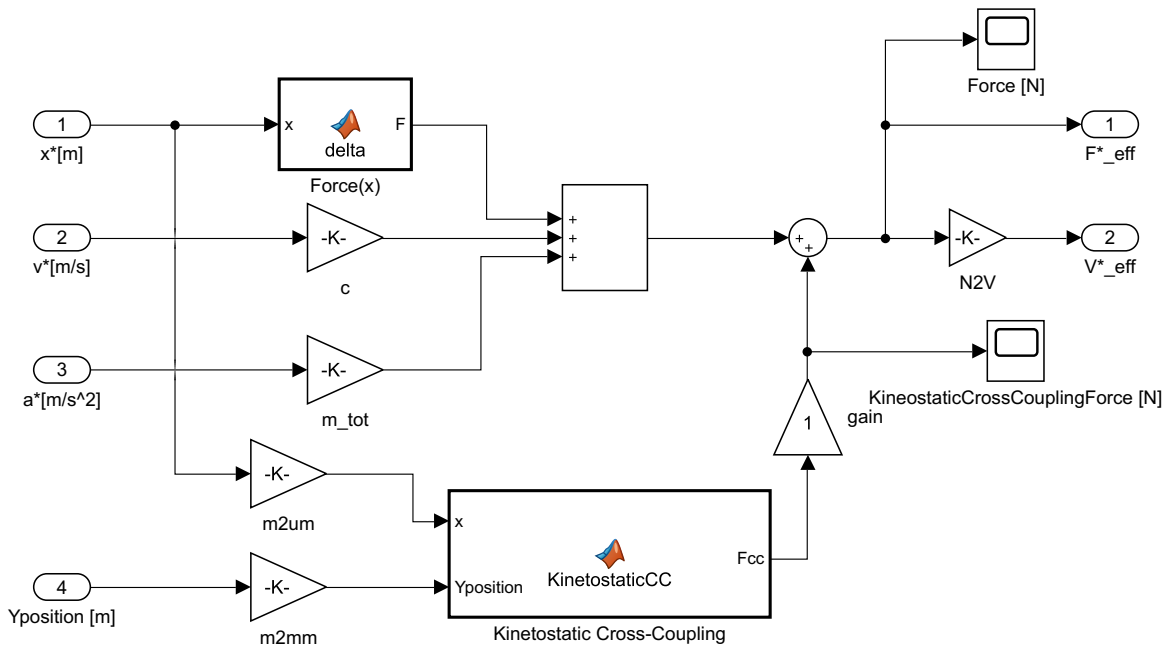 Force [N]
1
x*[m]
x
F
delta
Force(x)
1
F*_eff
2
v*[m/s]
-K-
c
+
+
+
+
+
-K-
N2V
2
V*_eff
3
a*[m/s^2]
-K-
m_tot
KineostaticCrossCouplingForce [N]
1
gain
-K-
m2um
x
Fcc
KinetostaticCC
Yposition
Kinetostatic Cross-Coupling
4
Yposition [m]
-K-
m2mm